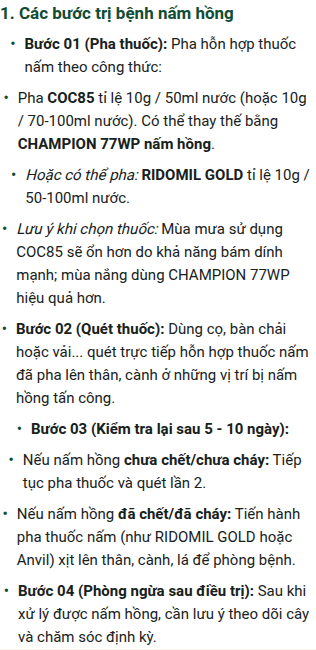 1. Các bước trị bệnh nấm hồng
• Bước 01 (Pha thuốc): Pha hỗn hợp thuốc
nấm theo công thức:
• Pha COC85 tỉ lệ 10g / 50ml nước (hoặc 10g
/ 70-100ml nước). Có thể thay thế bằng
CHAMPION 77WP nấm hồng.
• Hoặc có thể pha: RIDOMIL GOLD tỉ lệ 10g /
50-100ml nước.
• Lưu ý khi chọn thuốc: Mùa mưa sử dụng
COC85 sẽ ổn hơn do khả năng bám dính
mạnh; mùa nắng dùng CHAMPION 77WP
hiệu quả hơn.
• Bước 02 (Quét thuốc): Dùng cọ, bàn chải
hoặc vải... quét trực tiếp hỗn hợp thuốc nấm
đã pha lên thân, cành ở những vị trí bị nấm
hồng tấn công.
• Bước 03 (Kiểm tra lại sau 5 - 10 ngày):
• Nếu nấm hồng chưa chết/chưa cháy: Tiếp
tục pha thuốc và quét lần 2.
• Nếu nấm hồng đã chết/đã cháy: Tiến hành
pha thuốc nấm (như RIDOMIL GOLD hoặc
Anvil) xịt lên thân, cành, lá để phòng bệnh.
• Bước 04 (Phòng ngừa sau điều trị): Sau khi
xử lý được nấm hồng, cần lưu ý theo dõi cây
và chăm sóc định kỳ.